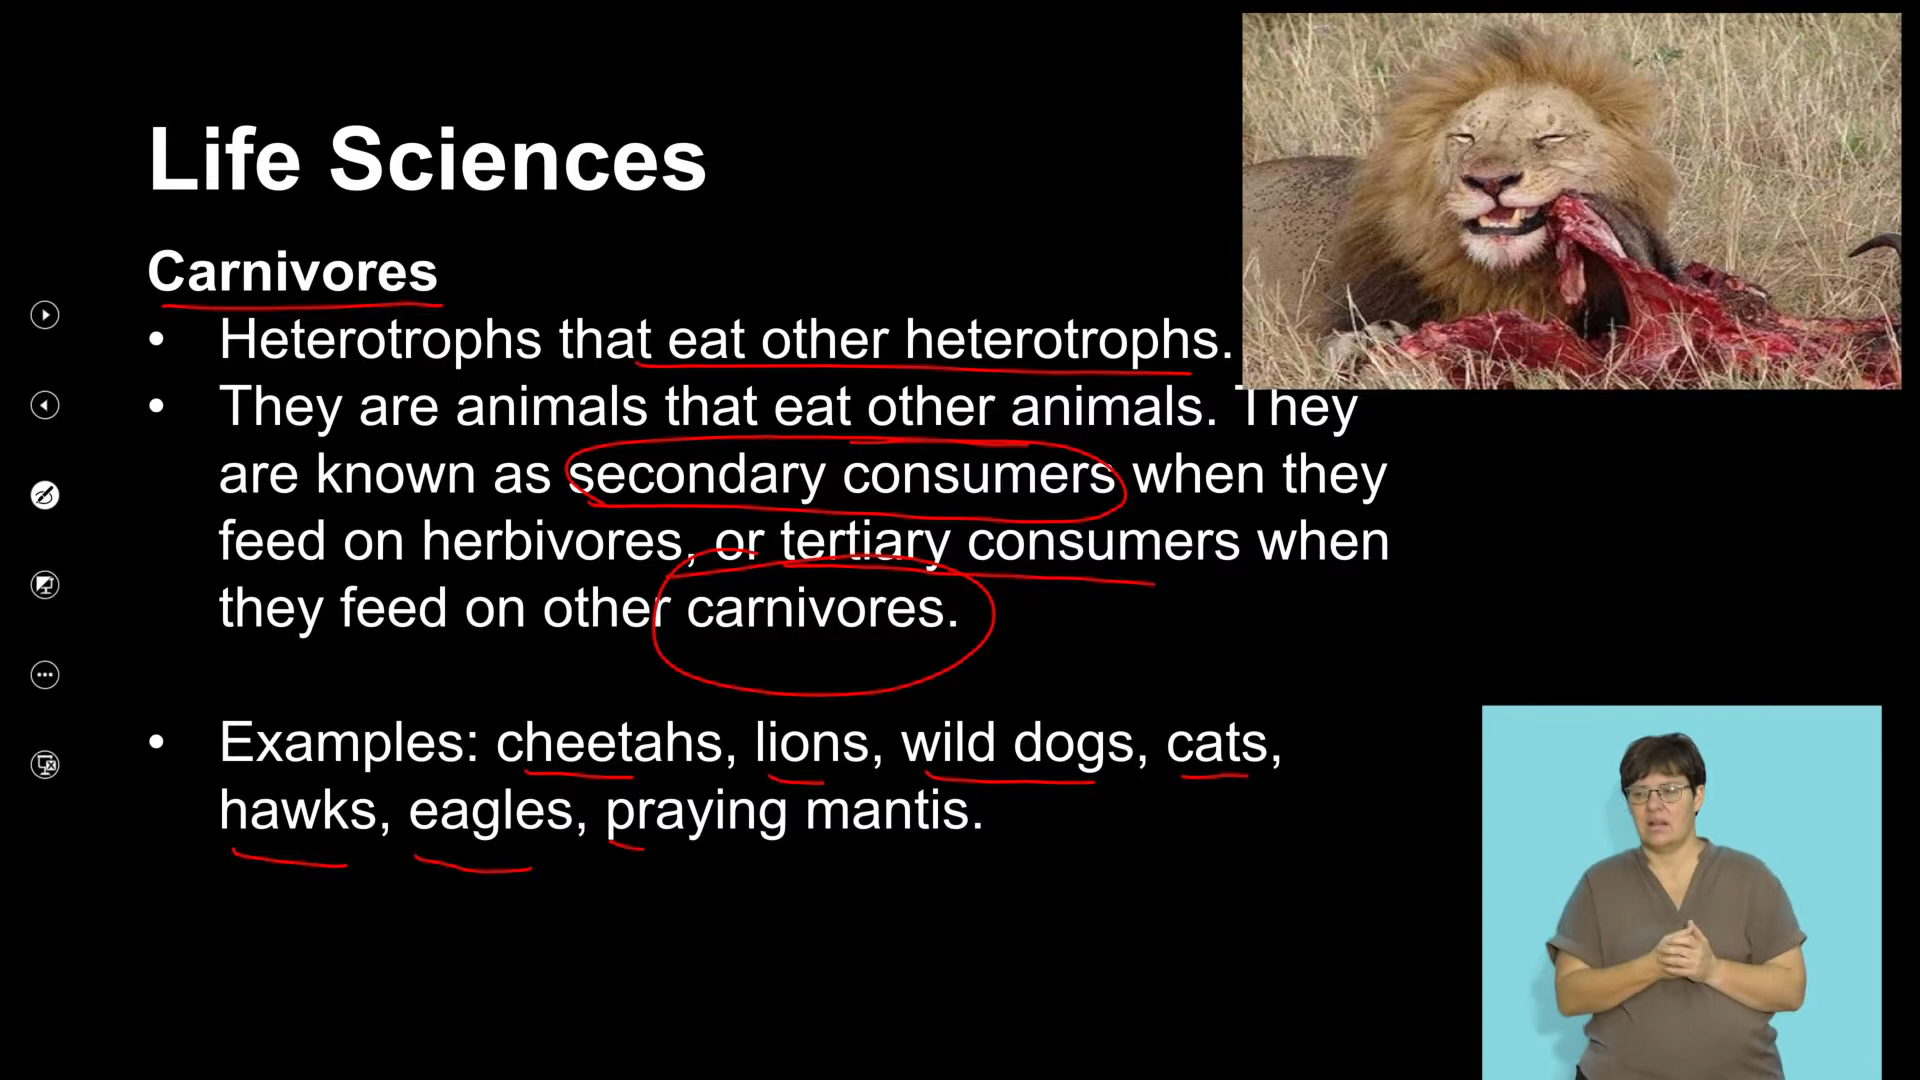 Life Sciences
Carnivores
• Heterotrophs that eat other heterotrophs.
• They are animals that eat other animals. They
are known as secondary consumers when they
feed on herbivores, or tertiary consumers when
they feed on other carnivores.
• Examples: cheetahs, lions, wild dogs, cats,
hawks, eagles, praying mantis.